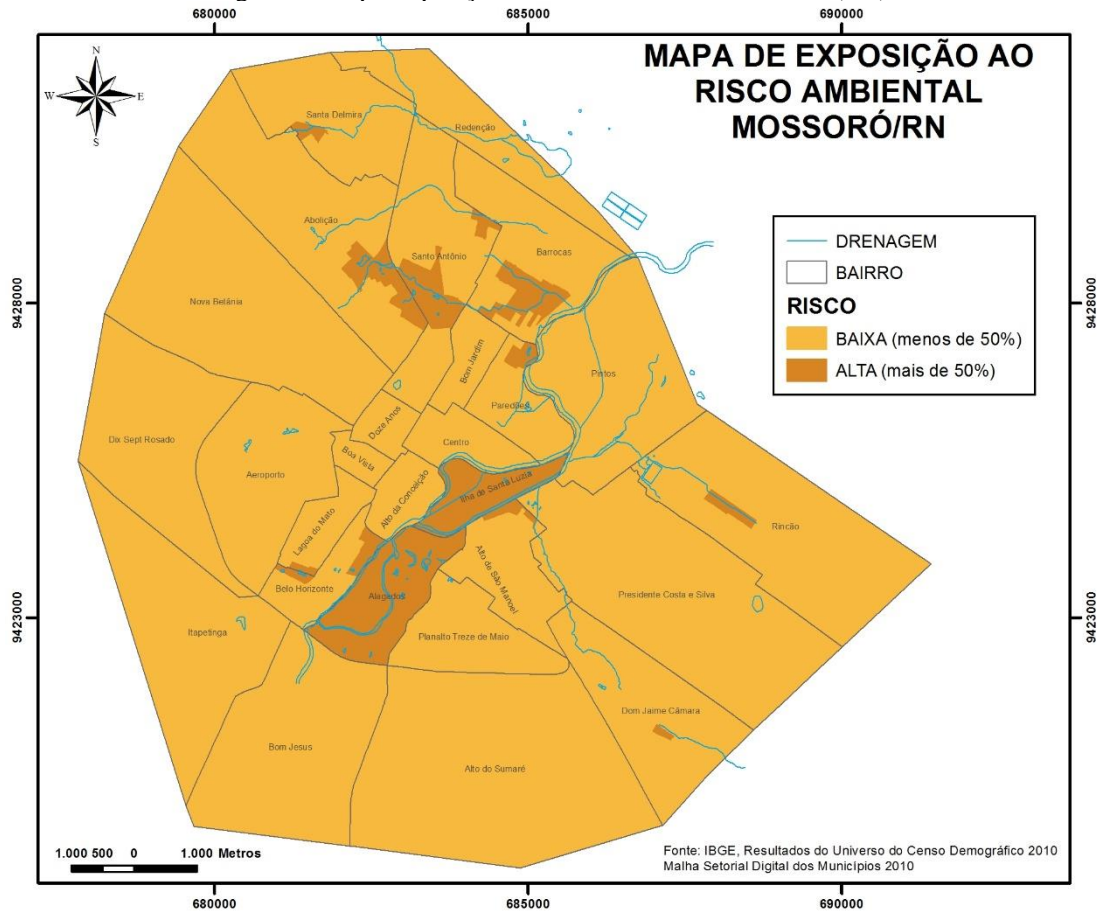 680000
685000
690000
MAPA DE EXPOSIÇÃO AO
RISCO AMBIENTAL
MOSSORÓ/RN
N
W
E
S
DRENAGEM
BAIRRO
RISCO
BAIXA (menos de 50%)
ALTA (mais de 50%)
9428000
9428000
9423000
9423000
Santa Delmira
Redenção
Abolição
Santo Antônio
Barrocas
Nova Betânia
Bom Jardim
Pintos
Paredões
Doze Anos
Centro
Dix Sept Rosado
Boa Vista
Aeroporto
Alto da Conceição
Ilha de Santa Luzia
Lagoa do Mato
Rincão
Alto de São Manoel
Belo Horizonte
Alagados
Presidente Costa e Silva
Itapetinga
Planalto Treze de Maio
Dom Jaime Câmara
Bom Jesus
Alto do Sumaré
1.000 500 0 1.000 Metros
Fonte: IBGE, Resultados do Universo do Censo Demográfico 2010
Malha Setorial Digital dos Municípios 2010
680000
685000
690000